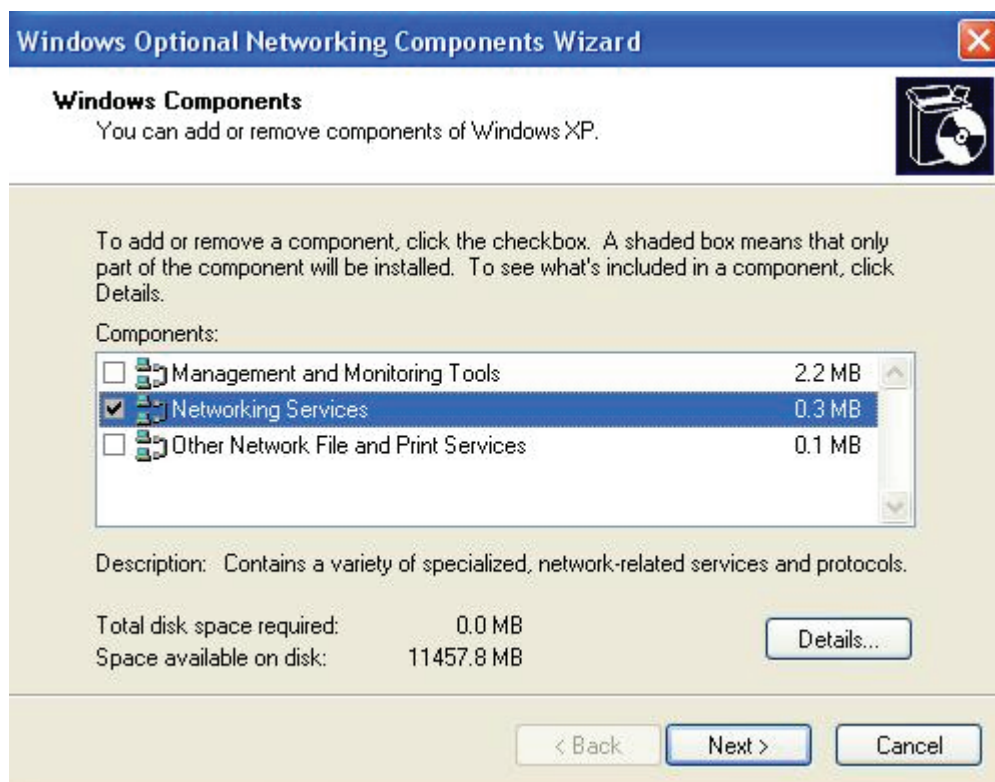 Windows Optional Networking Components Wizard
Windows Components
You can add or remove components of Windows XP.
To add or remove a component, click the checkbox. A shaded box means that only
part of the component will be installed. To see what's included in a component, click
Details.
Components:
Management and Monitoring Tools 2.2 MB
Networking Services 0.3 MB
Other Network File and Print Services 0.1 MB
Description: Contains a variety of specialized, network-related services and protocols.
Total disk space required: 0.0 MB
Space available on disk: 11457.8 MB
Details...
< Back Next > Cancel